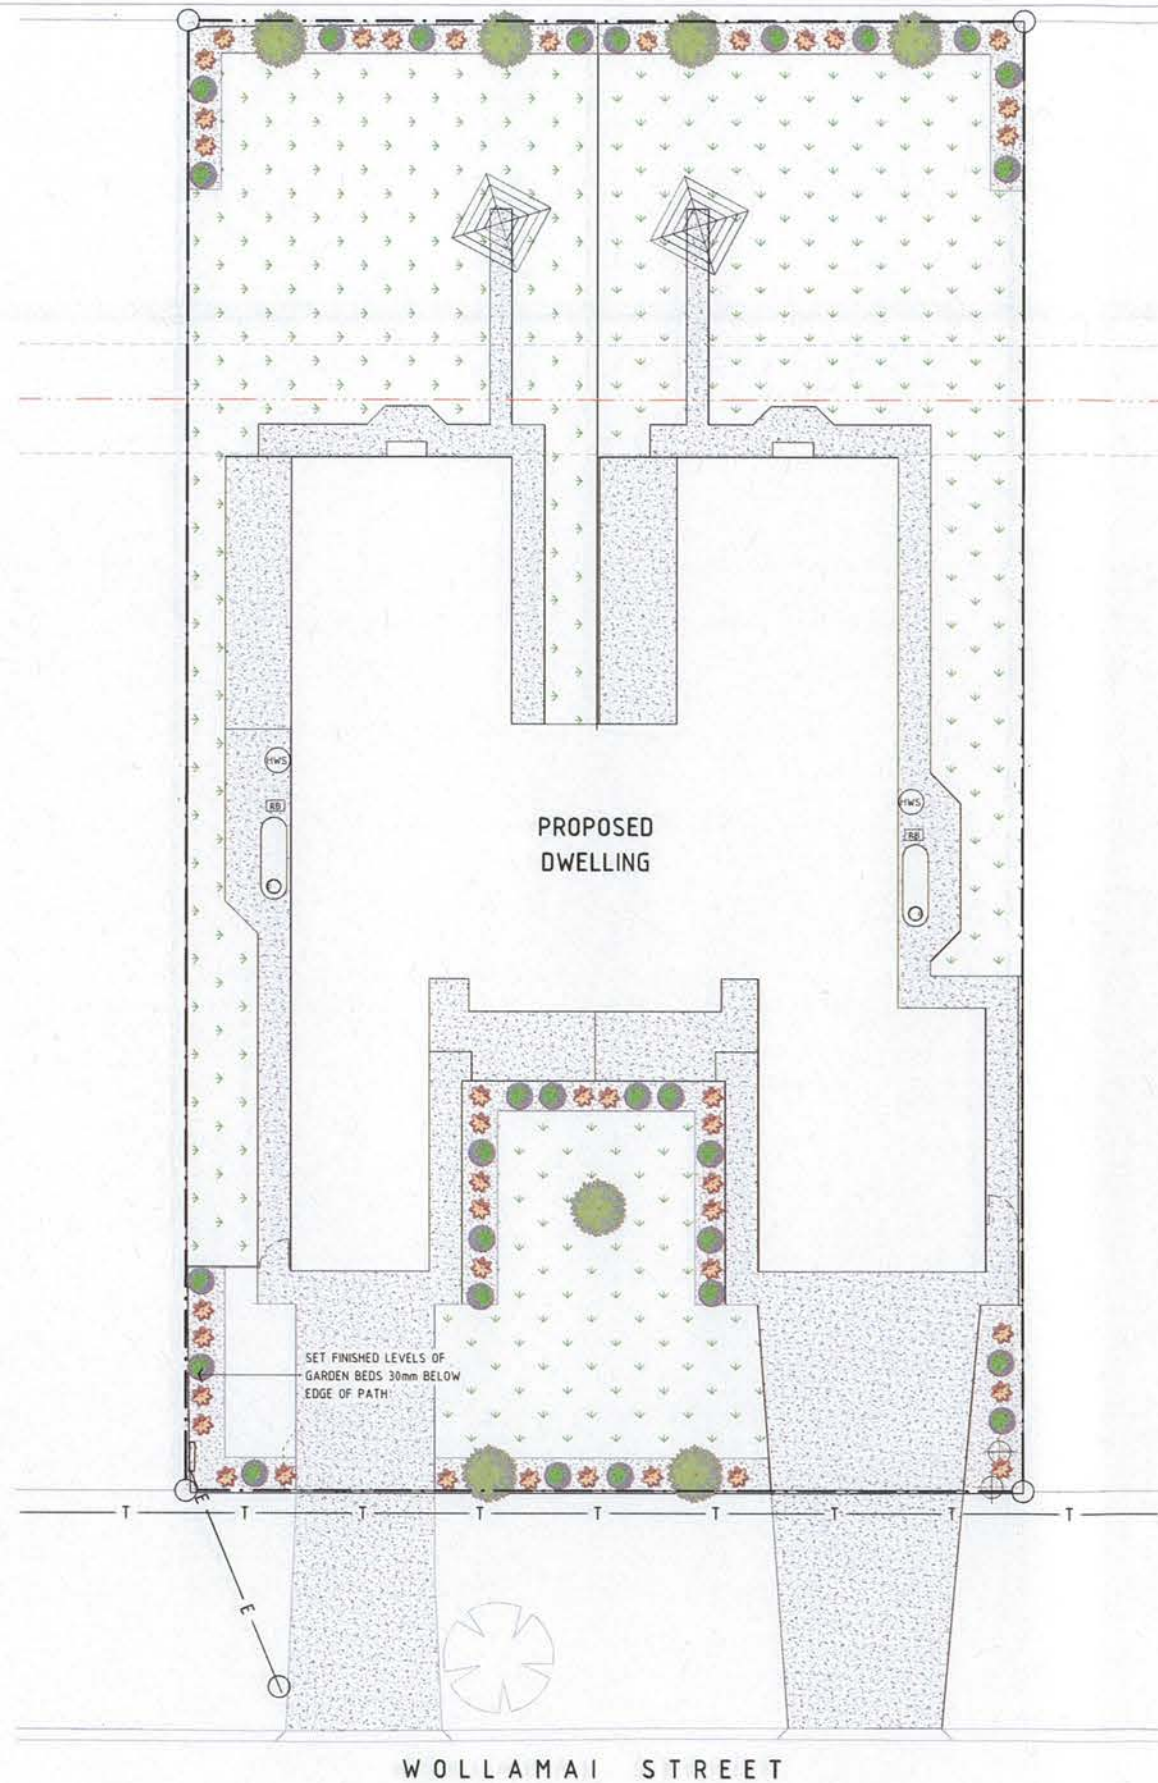 HWS
RB
HWS
RB
PROPOSED
DWELLING
SET FINISHED LEVELS OF
GARDEN BEDS 30mm BELOW
EDGE OF PATH
E
T T T T T T T T T
E
WOLLAMAI STREET